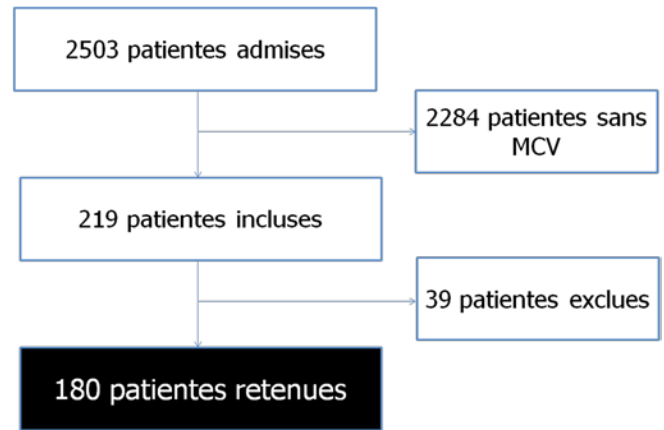 2503 patientes admises
2284 patientes sans
MCV
219 patientes incluses
39 patientes exclues
180 patientes retenues